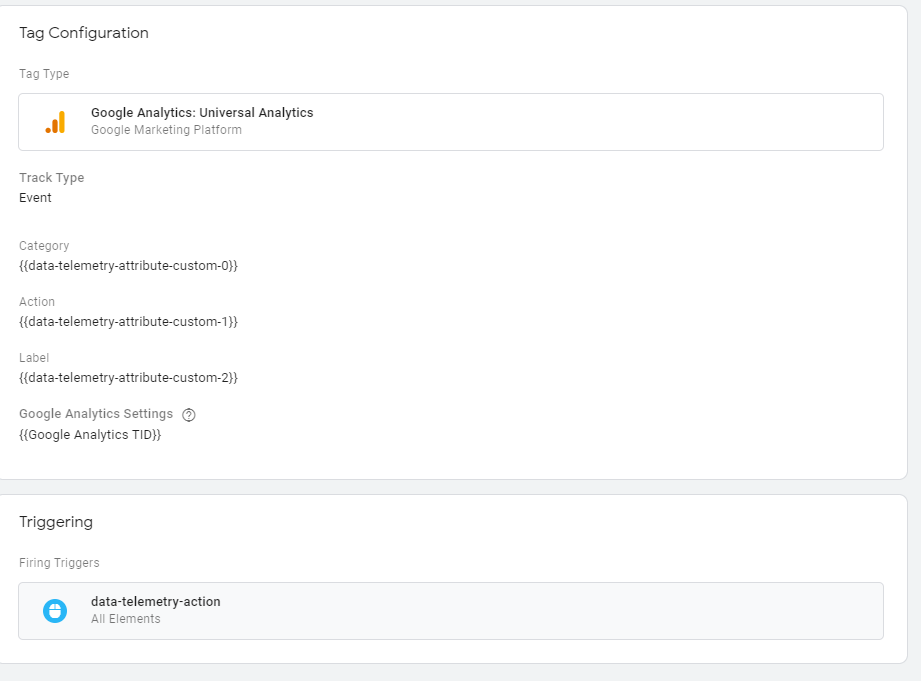 Tag Configuration
Tag Type
Google Analytics: Universal Analytics
Google Marketing Platform
Track Type
Event
Category
{{data-telemetry-attribute-custom-0}}
Action
{{data-telemetry-attribute-custom-1}}
Label
{{data-telemetry-attribute-custom-2}}
Google Analytics Settings ?
{{Google Analytics TID}}
Triggering
Firing Triggers
data-telemetry-action
All Elements